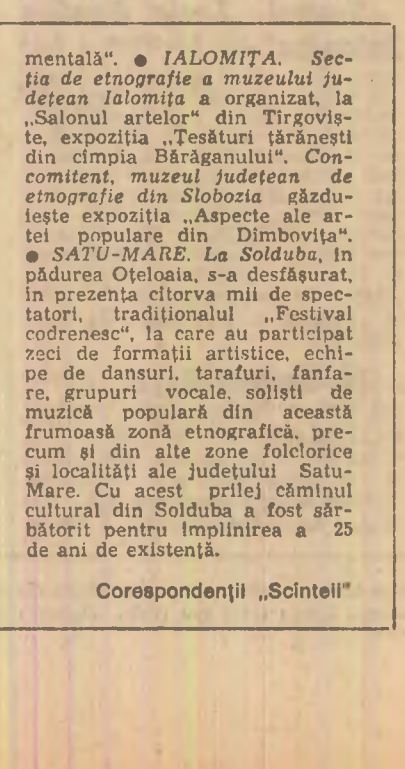 mentală“. ● IALOMIȚA. Sec-
ția de etnografie a muzeului ju-
dețean Ialomița a organizat, la
„Salonul artelor“ din Tîrgoviș-
te, expoziția „Țesături țărănești
din cîmpia Bărăganului“. Con-
comitent, muzeul județean de
etnografie din Slobozia găzdu-
iește expoziția „Aspecte ale ar-
tei populare din Dîmbovița“.
● SATU-MARE. La Solduba, în
pădurea Oțeloaia, s-a desfășurat,
în prezența cîtorva mii de spec-
tatori, tradiționalul „Festival
codrenesc“, la care au participat
zeci de formații artistice, echi-
pe de dansuri, tarafuri, fanfa-
re, grupuri vocale, soliști de
muzică populară din această
frumoasă zonă etnografică, pre-
cum și din alte zone folclorice
și localități ale județului Satu-
Mare. Cu acest prilej căminul
cultural din Solduba a fost săr-
bătorit pentru împlinirea a 25
de ani de existență.
Corespondenții „Scînteii“